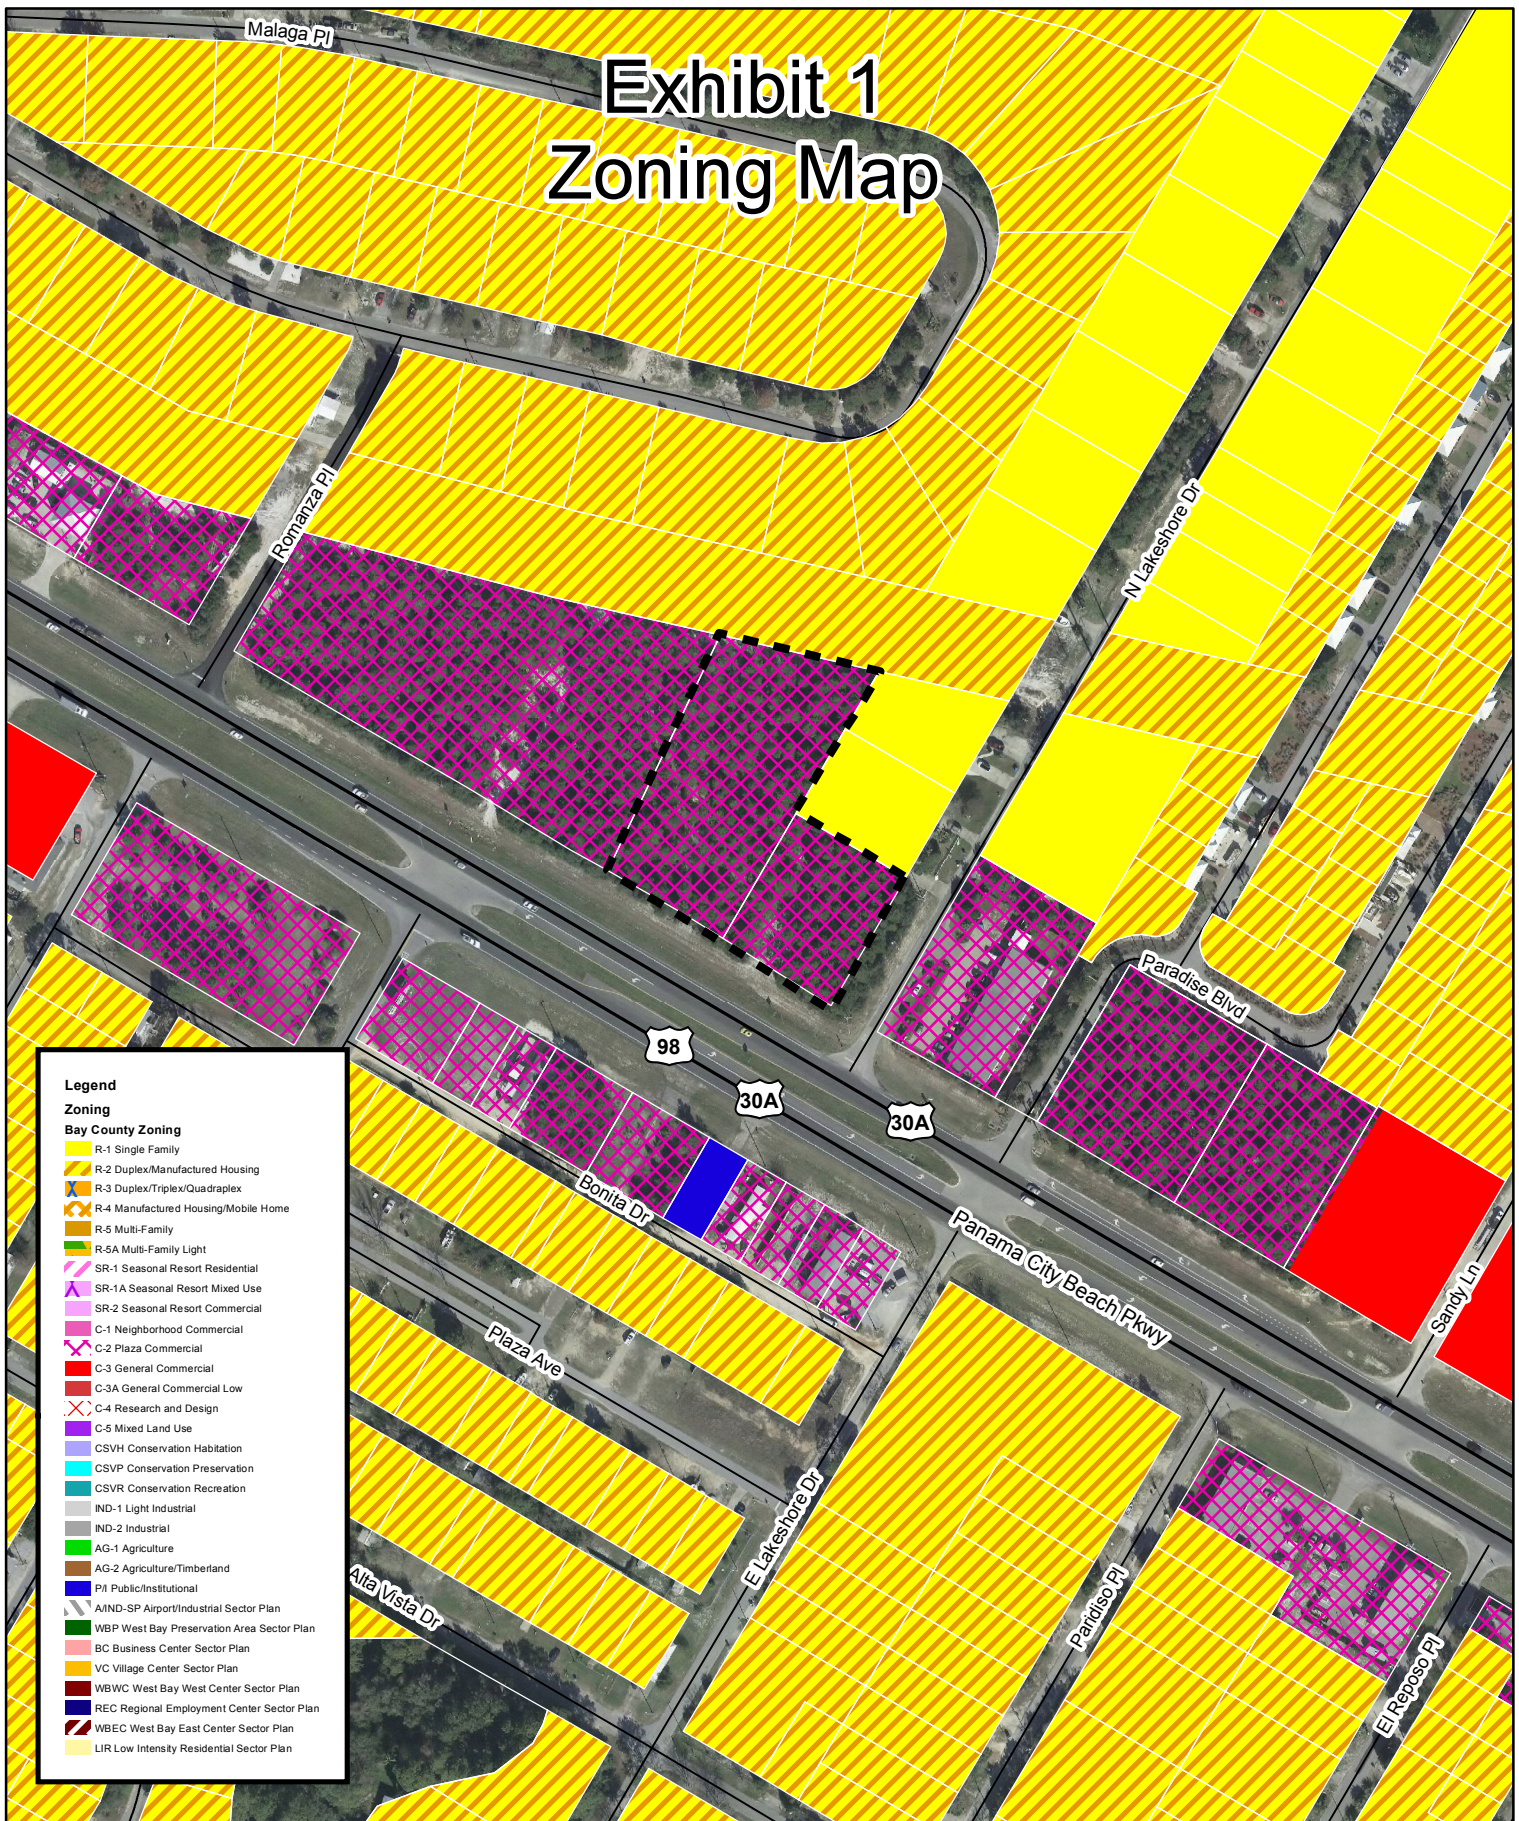 Malaga Pl
Exhibit 1
Zoning Map
Romanza Pl
N Lakeshore Dr
Paradise Blvd
98
30A
30A
Bonita Dr
Panama City Beach Pkwy
Sandy Ln
Plaza Ave
E Lakeshore Dr
Alta Vista Dr
Paridiso Pl
El Reposo Pl
Legend
Zoning
Bay County Zoning
R-1 Single Family
R-2 Duplex/Manufactured Housing
R-3 Duplex/Triplex/Quadraplex
R-4 Manufactured Housing/Mobile Home
R-5 Multi-Family
R-5A Multi-Family Light
SR-1 Seasonal Resort Residential
SR-1A Seasonal Resort Mixed Use
SR-2 Seasonal Resort Commercial
C-1 Neighborhood Commercial
C-2 Plaza Commercial
C-3 General Commercial
C-3A General Commercial Low
C-4 Research and Design
C-5 Mixed Land Use
CSVH Conservation Habitation
CSVP Conservation Preservation
CSVR Conservation Recreation
IND-1 Light Industrial
IND-2 Industrial
AG-1 Agriculture
AG-2 Agriculture/Timberland
P/I Public/Institutional
A/IND-SP Airport/Industrial Sector Plan
WBP West Bay Preservation Area Sector Plan
BC Business Center Sector Plan
VC Village Center Sector Plan
WBWC West Bay West Center Sector Plan
REC Regional Employment Center Sector Plan
WBEC West Bay East Center Sector Plan
LIR Low Intensity Residential Sector Plan